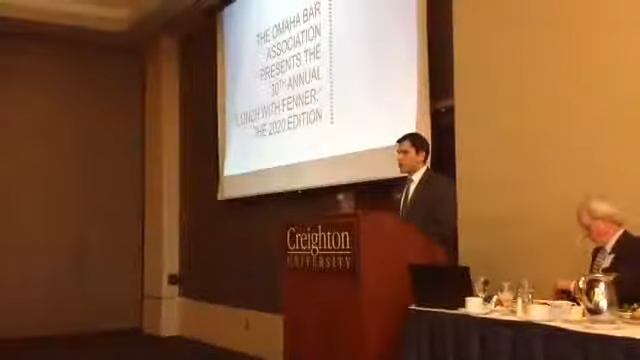 THE OMAHA BAR
ASSOCIATION
PRESENTS THE
30TH ANNUAL
"LUNCH WITH FENNER:"
THE 2020 EDITION
Creighton
UNIVERSITY